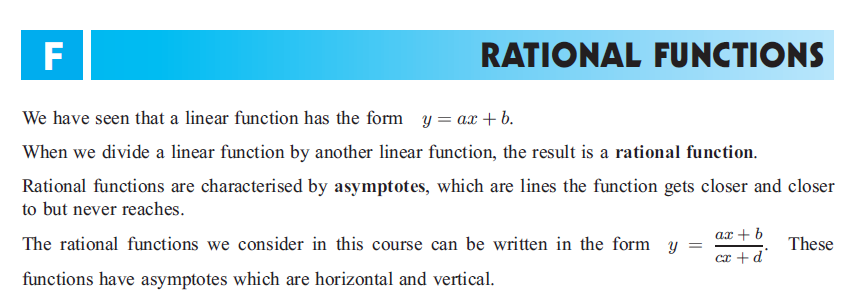 F RATIONAL FUNCTIONS
We have seen that a linear function has the form y = ax + b.
When we divide a linear function by another linear function, the result is a rational function.
Rational functions are characterised by asymptotes, which are lines the function gets closer and closer
to but never reaches.
The rational functions we consider in this course can be written in the form y = (ax + b)/(cx + d). These
functions have asymptotes which are horizontal and vertical.